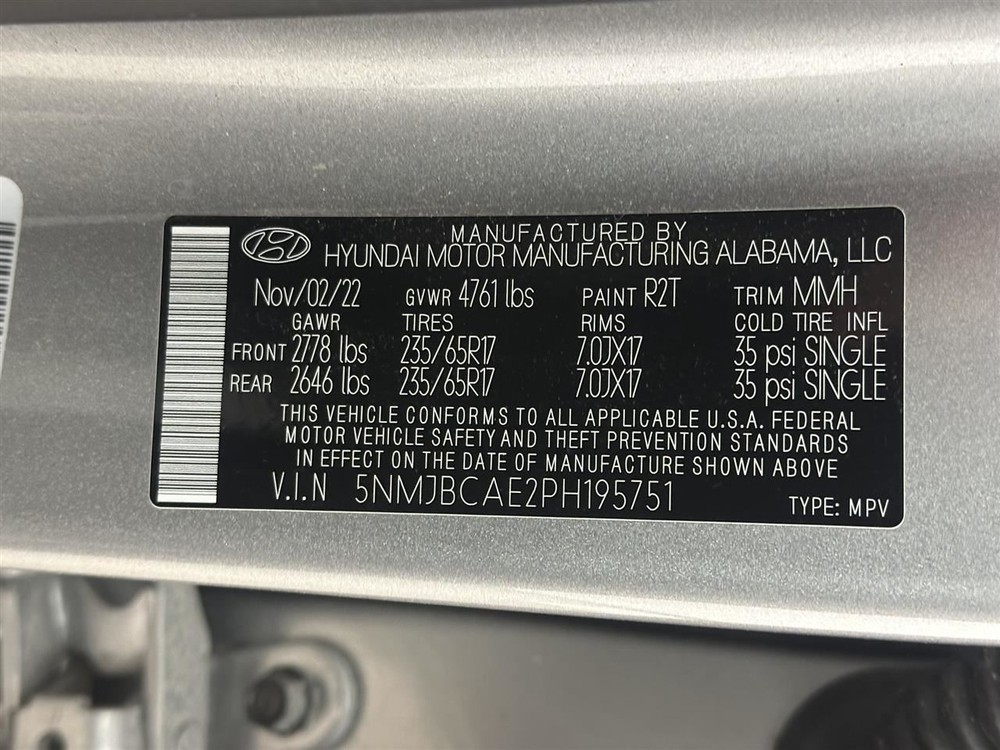 MANUFACTURED BY
HYUNDAI MOTOR MANUFACTURING ALABAMA, LLC
Nov/02/22 GVWR 4761 lbs PAINT R2T TRIM MMH
GAWR TIRES RIMS COLD TIRE INFL
FRONT 2778 lbs 235/65R17 7.0JX17 35 psi SINGLE
REAR 2646 lbs 235/65R17 7.0JX17 35 psi SINGLE
THIS VEHICLE CONFORMS TO ALL APPLICABLE U.S.A. FEDERAL
MOTOR VEHICLE SAFETY AND THEFT PREVENTION STANDARDS
IN EFFECT ON THE DATE OF MANUFACTURE SHOWN ABOVE
V.I.N 5NMJBCAE2PH195751 TYPE: MPV